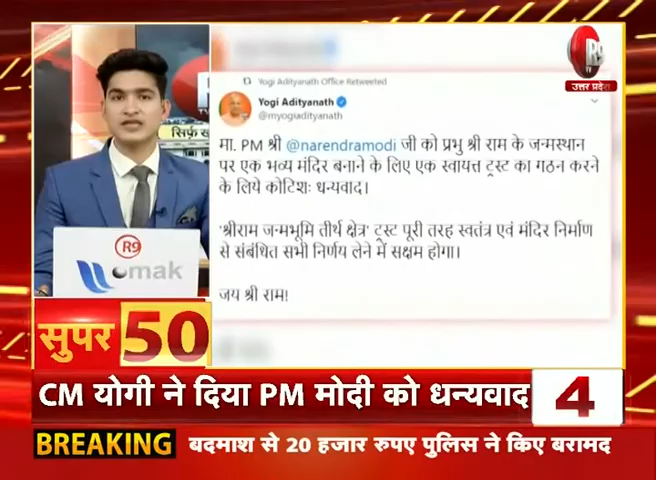 R9
TV
उत्तर प्रदेश
सिर्फ़ ख
Yogi Adityanath Office Retweeted
Yogi Adityanath
@myogiadityanath
मा. PM श्री @narendramodi जी को प्रभु श्री राम के जन्मस्थान
पर एक भव्य मंदिर बनाने के लिए एक स्वायत्त ट्रस्ट का गठन करने
के लिये कोटिशः धन्यवाद।
'श्रीराम जन्मभूमि तीर्थ क्षेत्र' ट्रस्ट पूरी तरह स्वतंत्र एवं मंदिर निर्माण
से संबंधित सभी निर्णय लेने में सक्षम होगा।
जय श्री राम!
R9
omak
सुपर 50
CM योगी ने दिया PM मोदी को धन्यवाद 4
BREAKING बदमाश से 20 हजार रुपए पुलिस ने किए बरामद